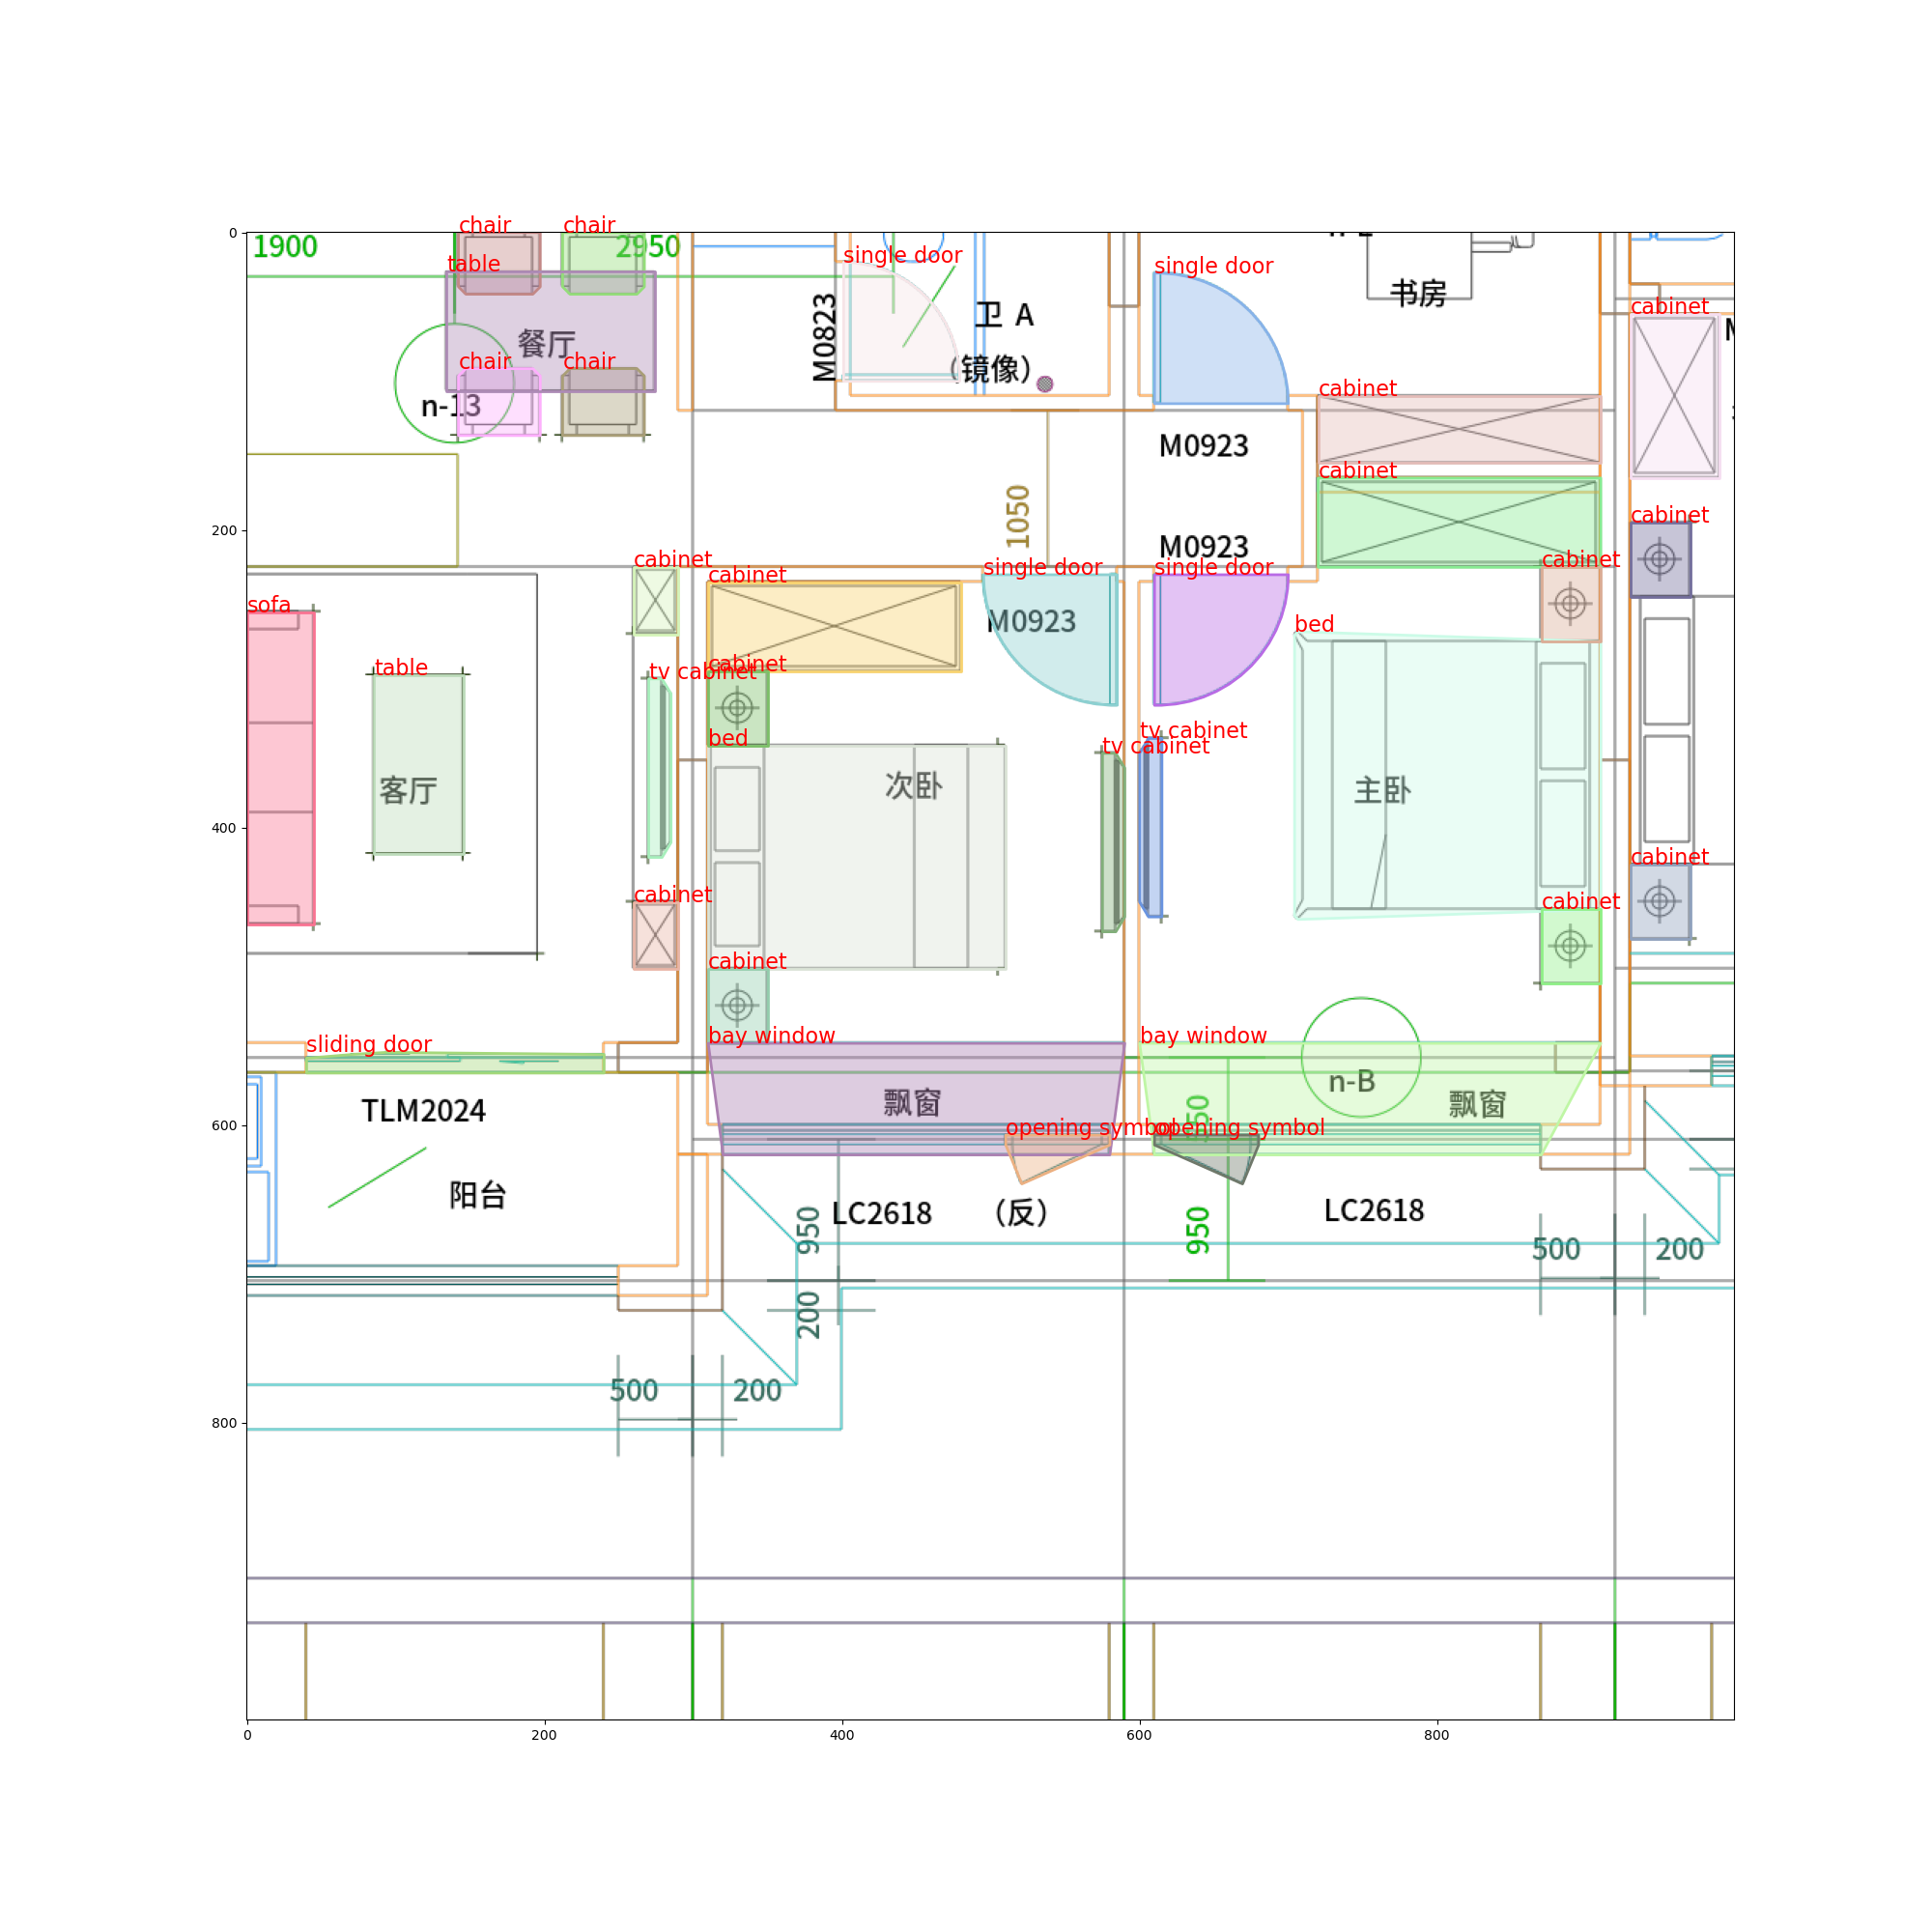 0
200
400
600
800
0
200
400
600
800
chair
chair
1900
2950
table
餐厅
chair
chair
n-13
single door
M0823
卫 A
(镜像)
single door
书房
cabinet
cabinet
M0923
cabinet
1050
M0923
cabinet
cabinet
cabinet
single door
single door
cabinet
M0923
sofa
bed
cabinet
tv cabinet
table
tv cabinet
tv cabinet
bed
次卧
客厅
主卧
cabinet
cabinet
cabinet
cabinet
sliding door
bay window
bay window
n-B
TLM2024
飘窗
飘窗
opening symbol
opening symbol
阳台
LC2618
(反)
LC2618
950
950
500
200
200
500
200